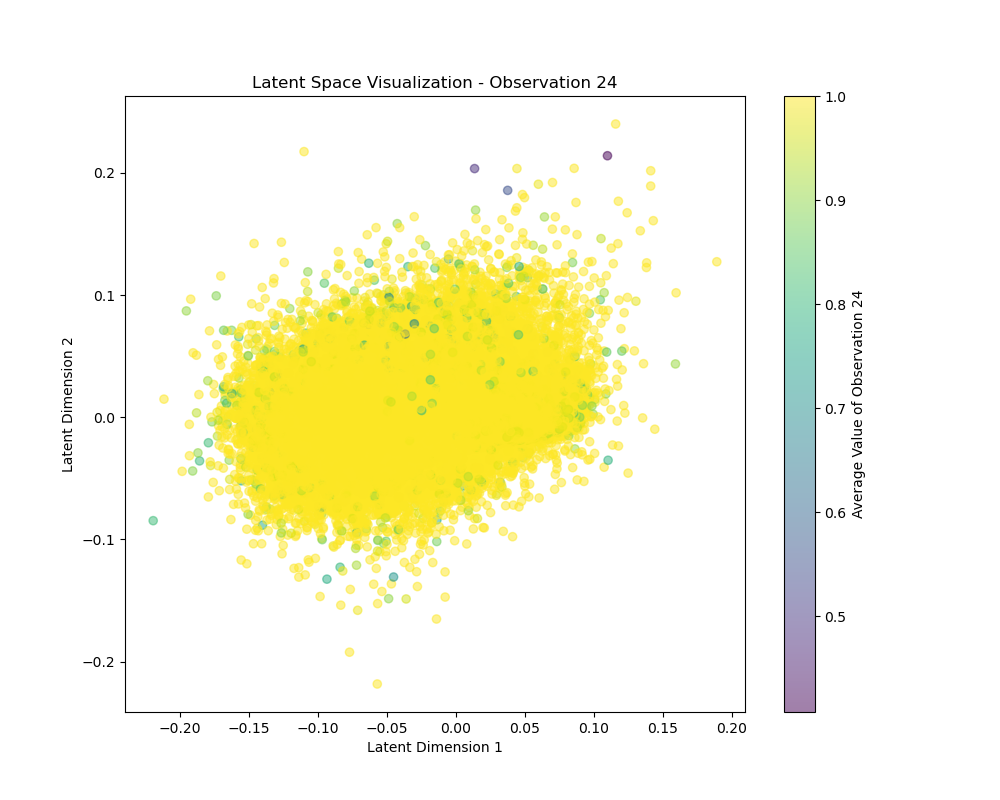 Latent Space Visualization - Observation 24
Latent Dimension 2
0.2
0.1
0.0
−0.1
−0.2
−0.20 −0.15 −0.10 −0.05 0.00 0.05 0.10 0.15 0.20
Latent Dimension 1
1.0
0.9
0.8
0.7
0.6
0.5
Average Value of Observation 24